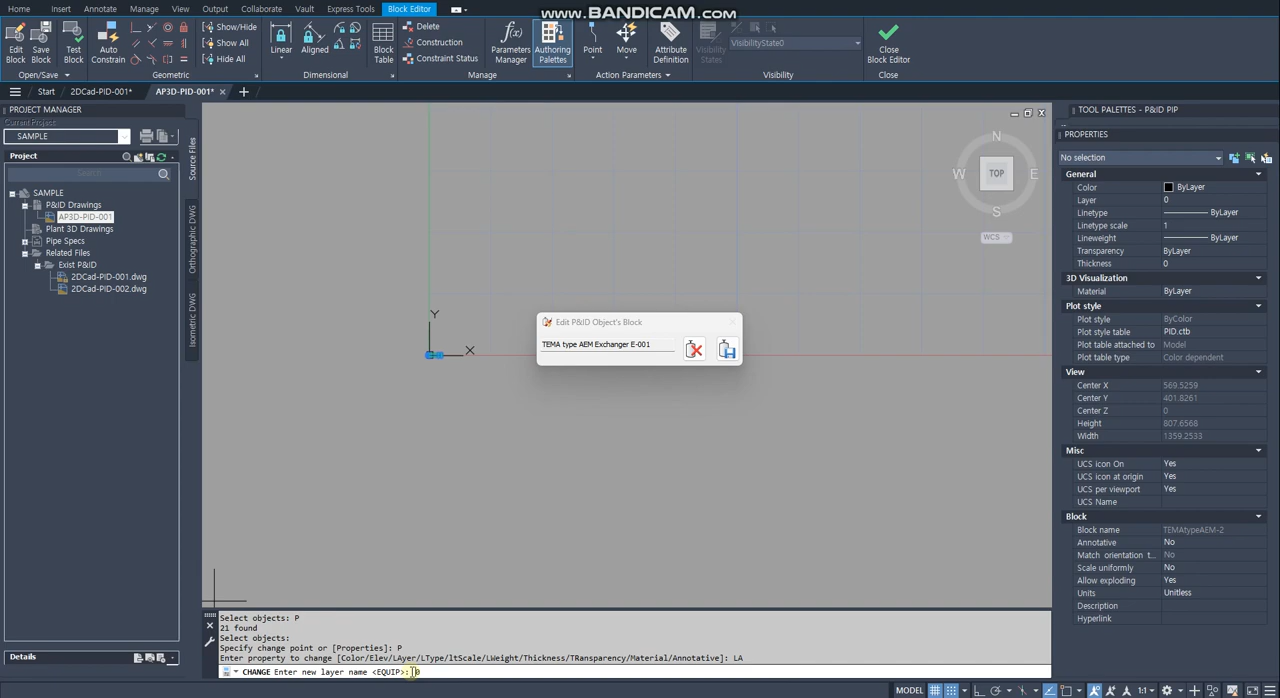 www.BANDICAM.com
Home Insert Annotate Manage View Output Collaborate Vault Express Tools Block Editor
Edit Block
Save Block
Test Block
Auto Constrain
Show/Hide
Show All
Hide All
Linear
Aligned
Block Table
Delete
Construction
Constraint Status
Parameters Manager
Authoring Palettes
Point
Move
Attribute Definition
Visibility States
VisibilityState0
Close Block Editor
Open/Save Geometric Dimensional Manage Action Parameters Visibility Close
Start 2DCad-PID-001* AP3D-PID-001*
PROJECT MANAGER
Current Project:
SAMPLE
Project
Search
SAMPLE
P&ID Drawings
AP3D-PID-001
Plant 3D Drawings
Pipe Specs
Related Files
Exist P&ID
2DCad-PID-001.dwg
2DCad-PID-002.dwg
Details
Source Files
Orthographic DWG
Isometric DWG
Y
X
N
W TOP E
S
WCS
Edit P&ID Object's Block
TEMA type AEM Exchanger E-001
TOOL PALETTES - P&ID PIP
PROPERTIES
No selection
General
Color ByLayer
Layer 0
Linetype ByLayer
Linetype scale 1
Lineweight ByLayer
Transparency ByLayer
Thickness 0
3D Visualization
Material ByLayer
Plot style
Plot style ByColor
Plot style table PID.ctb
Plot table attached to Model
Plot table type Color dependent
View
Center X 569.5259
Center Y 401.8261
Center Z 0
Height 807.6568
Width 1359.2533
Misc
UCS icon On Yes
UCS icon at origin Yes
UCS per viewport Yes
UCS Name
Block
Block name TEMAtypeAEM-2
Annotative No
Match orientation t... No
Scale uniformly No
Allow exploding Yes
Units Unitless
Description
Hyperlink
Select objects: P
21 found
Select objects:
Specify change point or [Properties]: P
Enter property to change [Color/Elev/LAyer/LType/ltScale/LWeight/Thickness/TRansparency/Material/Annotative]: LA
CHANGE Enter new layer name <EQUIP>: 0
MODEL 1:1